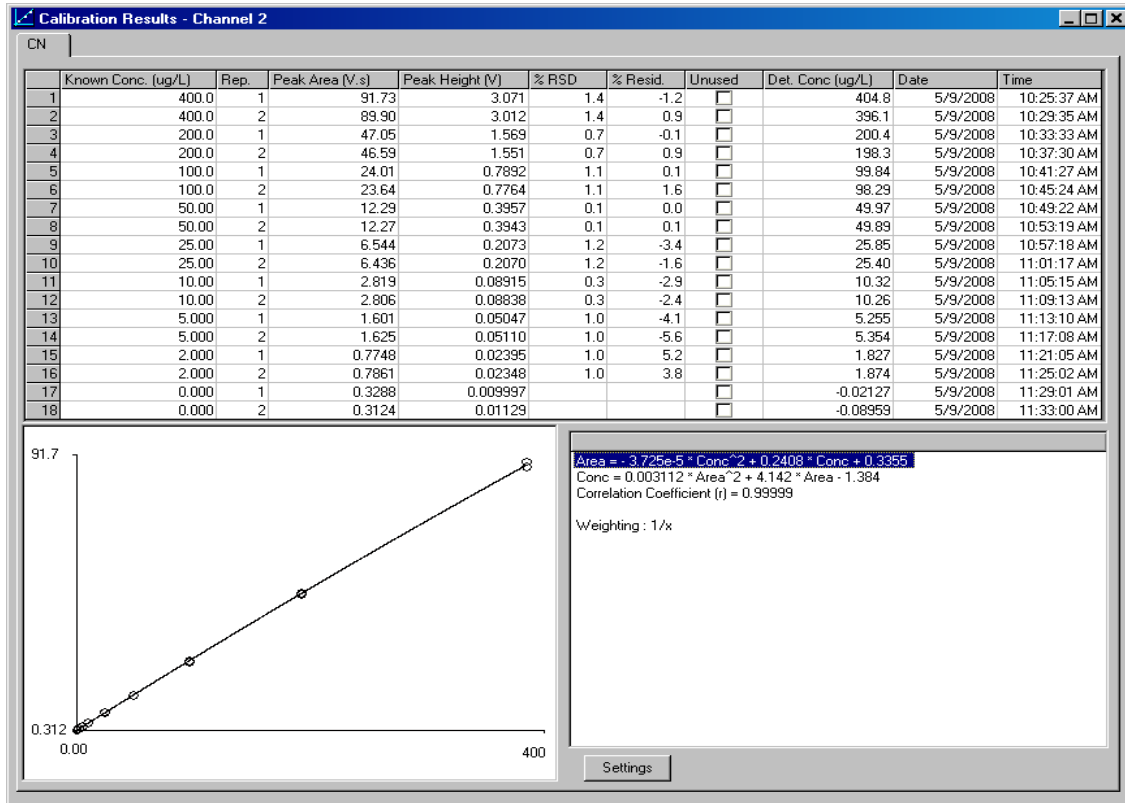 Calibration Results - Channel 2
CN
Known Conc. (ug/L) Rep. Peak Area (V.s) Peak Height (V) % RSD % Resid. Unused Det. Conc (ug/L) Date Time
1 400.0 1 91.73 3.071 1.4 -1.2 404.8 5/9/2008 10:25:37 AM
2 400.0 2 89.90 3.012 1.4 0.9 396.1 5/9/2008 10:29:35 AM
3 200.0 1 47.05 1.569 0.7 -0.1 200.4 5/9/2008 10:33:33 AM
4 200.0 2 46.59 1.551 0.7 0.9 198.3 5/9/2008 10:37:30 AM
5 100.0 1 24.01 0.7892 1.1 0.1 99.84 5/9/2008 10:41:27 AM
6 100.0 2 23.64 0.7764 1.1 1.6 98.29 5/9/2008 10:45:24 AM
7 50.00 1 12.29 0.3957 0.1 0.0 49.97 5/9/2008 10:49:22 AM
8 50.00 2 12.27 0.3943 0.1 0.1 49.89 5/9/2008 10:53:19 AM
9 25.00 1 6.544 0.2073 1.2 -3.4 25.85 5/9/2008 10:57:18 AM
10 25.00 2 6.436 0.2070 1.2 -1.6 25.40 5/9/2008 11:01:17 AM
11 10.00 1 2.819 0.08915 0.3 -2.9 10.32 5/9/2008 11:05:15 AM
12 10.00 2 2.806 0.08838 0.3 -2.4 10.26 5/9/2008 11:09:13 AM
13 5.000 1 1.601 0.05047 1.0 -4.1 5.255 5/9/2008 11:13:10 AM
14 5.000 2 1.625 0.05110 1.0 -5.6 5.354 5/9/2008 11:17:08 AM
15 2.000 1 0.7748 0.02395 1.0 5.2 1.827 5/9/2008 11:21:05 AM
16 2.000 2 0.7861 0.02348 1.0 3.8 1.874 5/9/2008 11:25:02 AM
17 0.000 1 0.3288 0.009997 -0.02127 5/9/2008 11:29:01 AM
18 0.000 2 0.3124 0.01129 -0.08959 5/9/2008 11:33:00 AM
91.7
0.312
0.00
400
Area = - 3.725e-5 * Conc^2 + 0.2408 * Conc + 0.3355
Conc = 0.003112 * Area^2 + 4.142 * Area - 1.384
Correlation Coefficient (r) = 0.99999
Weighting : 1/x
Settings